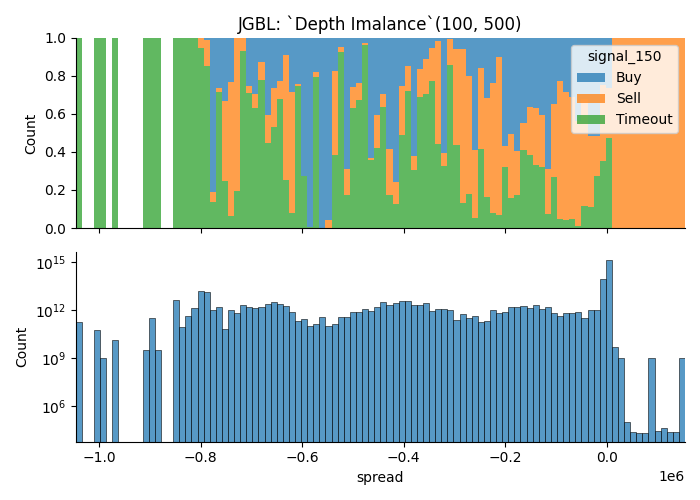 JGBL: `Depth Imalance`(100, 500)
1.0
0.8
0.6
0.4
0.2
0.0
Count
signal_150
Buy
Sell
Timeout
10^15
10^12
10^9
10^6
Count
−1.0 −0.8 −0.6 −0.4 −0.2 0.0
1e6
spread